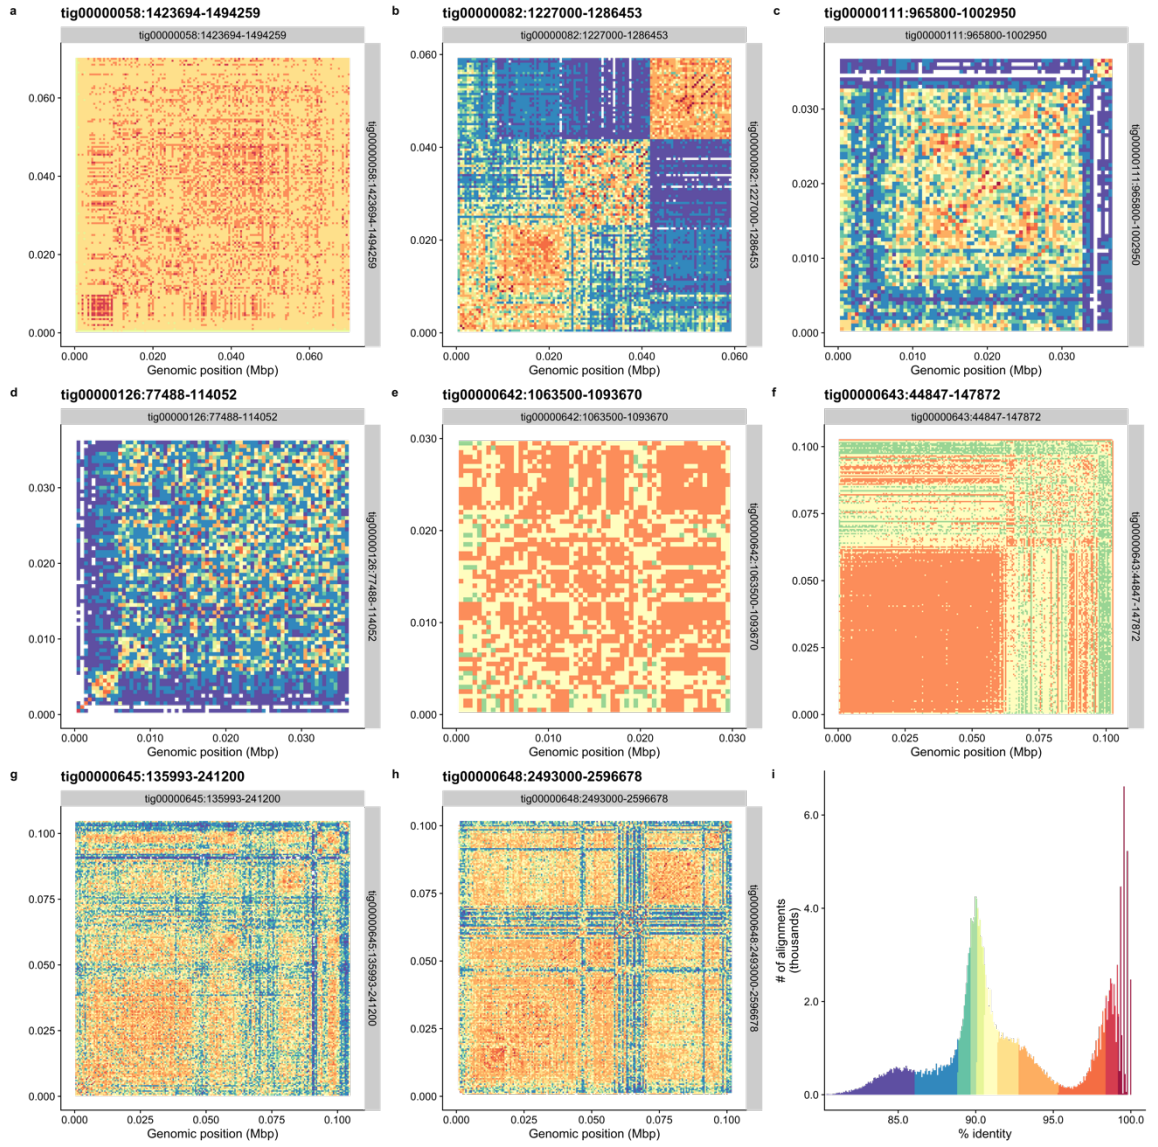 a tig00000058:1423694-1494259
tig00000058:1423694-1494259
tig00000058:1423694-1494259
0.060
0.040
0.020
0.000
0.000 0.020 0.040 0.060
Genomic position (Mbp)
b tig00000082:1227000-1286453
tig00000082:1227000-1286453
tig00000082:1227000-1286453
0.060
0.040
0.020
0.000
0.000 0.020 0.040 0.060
Genomic position (Mbp)
c tig00000111:965800-1002950
tig00000111:965800-1002950
tig00000111:965800-1002950
0.030
0.020
0.010
0.000
0.000 0.010 0.020 0.030
Genomic position (Mbp)
d tig00000126:77488-114052
tig00000126:77488-114052
tig00000126:77488-114052
0.030
0.020
0.010
0.000
0.000 0.010 0.020 0.030
Genomic position (Mbp)
e tig00000642:1063500-1093670
tig00000642:1063500-1093670
tig00000642:1063500-1093670
0.030
0.020
0.010
0.000
0.000 0.010 0.020 0.030
Genomic position (Mbp)
f tig00000643:44847-147872
tig00000643:44847-147872
tig00000643:44847-147872
0.100
0.075
0.050
0.025
0.000
0.000 0.025 0.050 0.075 0.100
Genomic position (Mbp)
g tig00000645:135993-241200
tig00000645:135993-241200
tig00000645:135993-241200
0.100
0.075
0.050
0.025
0.000
0.000 0.025 0.050 0.075 0.100
Genomic position (Mbp)
h tig00000648:2493000-2596678
tig00000648:2493000-2596678
tig00000648:2493000-2596678
0.100
0.075
0.050
0.025
0.000
0.000 0.025 0.050 0.075 0.100
Genomic position (Mbp)
i
# of alignments
(thousands)
6.0
4.0
2.0
0.0
85.0 90.0 95.0 100.0
% identity